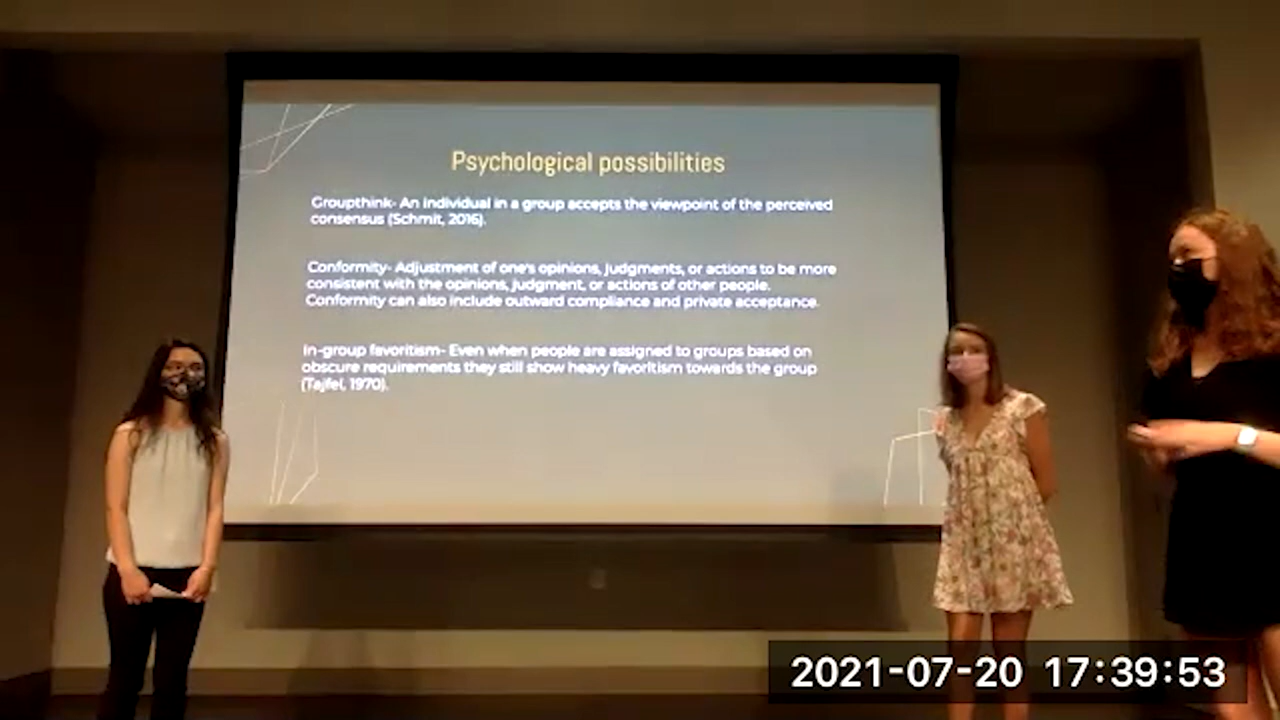 Psychological possibilities
Groupthink- An individual in a group accepts the viewpoint of the perceived
consensus (Schmit, 2016).
Conformity- Adjustment of one's opinions, judgments, or actions to be more
consistent with the opinions, judgment, or actions of other people.
Conformity can also include outward compliance and private acceptance.
In-group favoritism- Even when people are assigned to groups based on
obscure requirements they still show heavy favoritism towards the group
(Tajfel, 1970).
2021-07-20 17:39:53